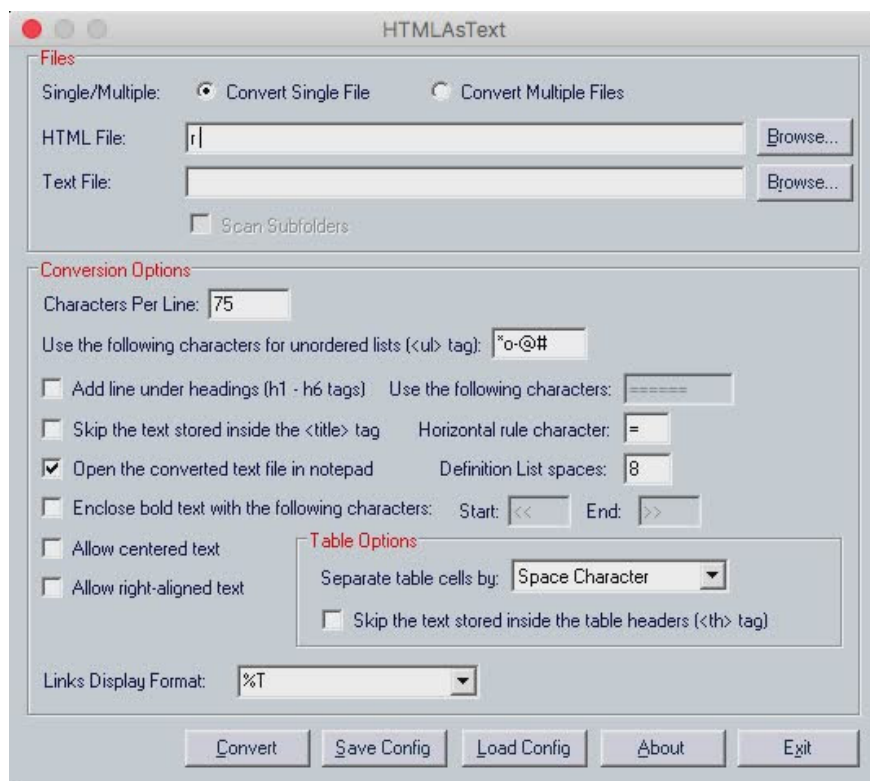 HTMLAsText
Files
Single/Multiple: Convert Single File Convert Multiple Files
HTML File: r Browse...
Text File: Browse...
Scan Subfolders
Conversion Options
Characters Per Line: 75
Use the following characters for unordered lists (<ul> tag): *o-@#
Add line under headings (h1 - h6 tags) Use the following characters: ======
Skip the text stored inside the <title> tag Horizontal rule character: =
Open the converted text file in notepad Definition List spaces: 8
Enclose bold text with the following characters: Start: << End: >>
Allow centered text
Table Options
Separate table cells by: Space Character
Allow right-aligned text
Skip the text stored inside the table headers (<th> tag)
Links Display Format: %T
Convert Save Config Load Config About Exit